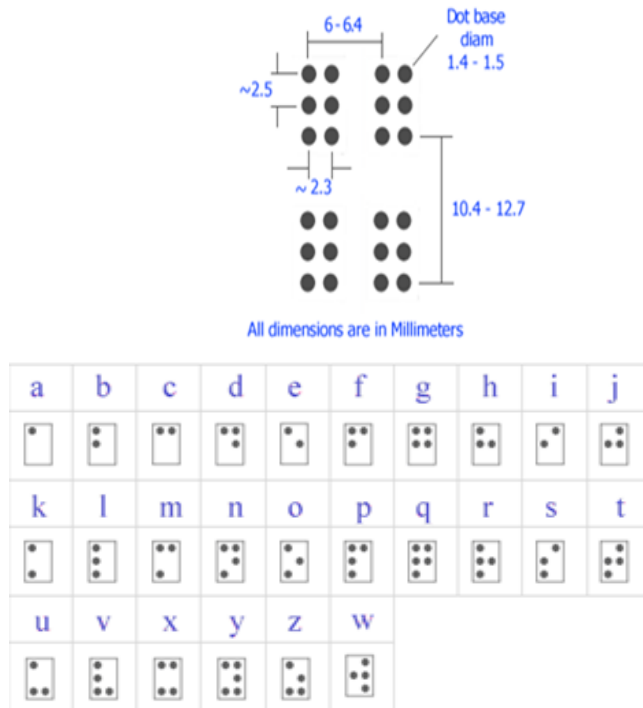 6 - 6.4
Dot base
diam
1.4 - 1.5
~2.5
~ 2.3
10.4 - 12.7
All dimensions are in Millimeters
a b c d e f g h i j
k l m n o p q r s t
u v x y z w